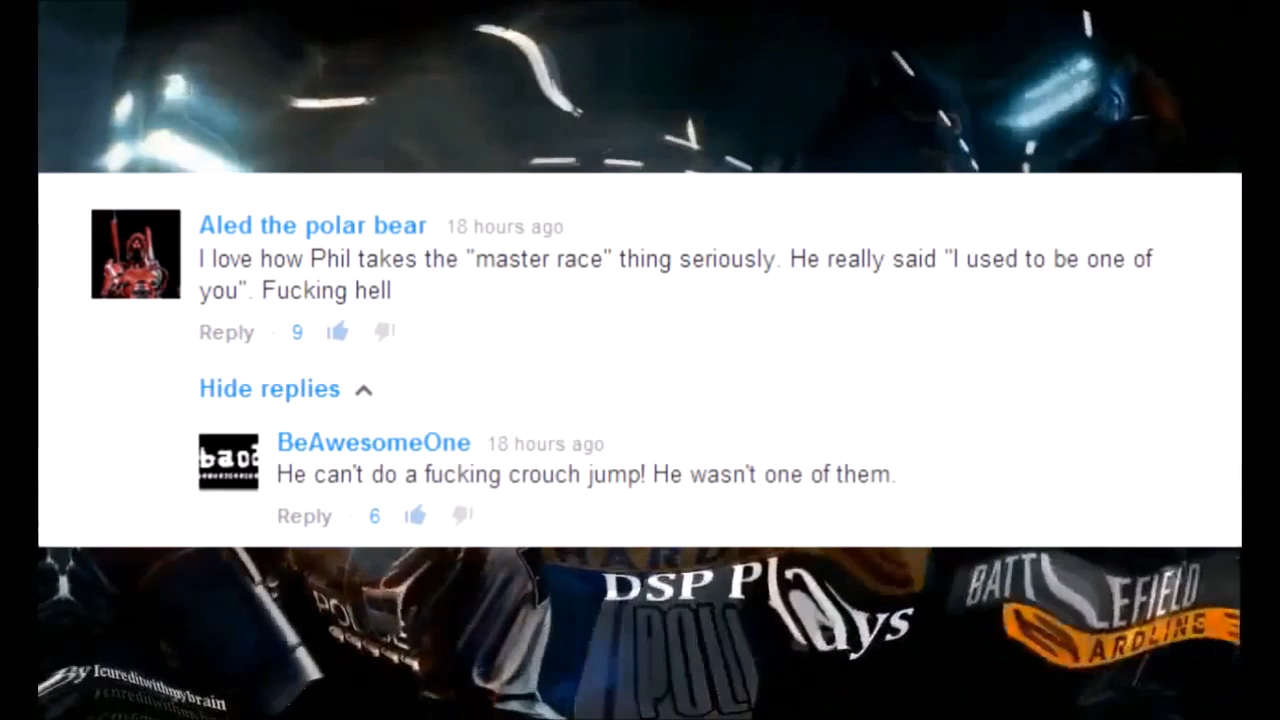 Aled the polar bear 18 hours ago
I love how Phil takes the "master race" thing seriously. He really said "I used to be one of
you". Fucking hell
Reply · 9
Hide replies
BeAwesomeOne 18 hours ago
He can't do a fucking crouch jump! He wasn't one of them.
Reply · 6
DSP Plays
BATTLEFIELD
HARDLINE
POLICE
By Icureditwithmybrain